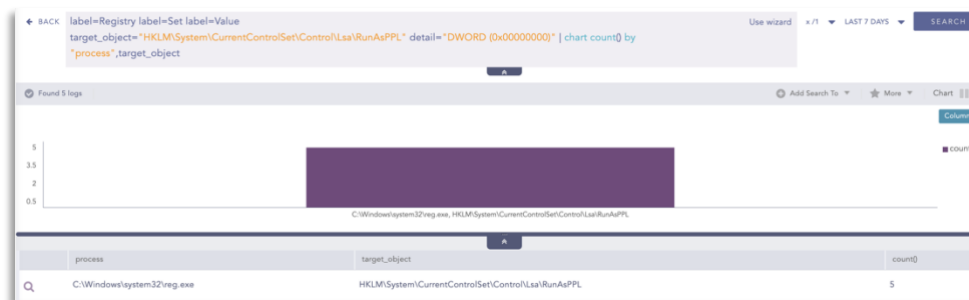 BACK
label=Registry label=Set label=Value
Use wizard
x /1
LAST 7 DAYS
SEARCH
target_object="HKLM\System\CurrentControlSet\Control\Lsa\RunAsPPL" detail="DWORD (0x00000000)" | chart count() by
"process",target_object
Found 5 logs
Add Search To
More
Chart
Column
5
3.5
2
0.5
count
C:\Windows\system32\reg.exe, HKLM\System\CurrentControlSet\Control\Lsa\RunAsPPL
process target_object count()
C:\Windows\system32\reg.exe HKLM\System\CurrentControlSet\Control\Lsa\RunAsPPL 5